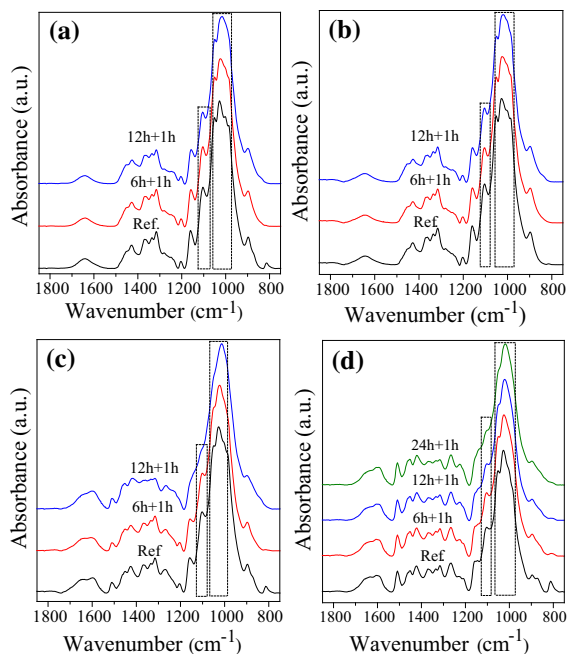 (a)
12h+1h
6h+1h
Ref.
Absorbance (a.u.)
1800 1600 1400 1200 1000 800
Wavenumber (cm-1)
(b)
12h+1h
6h+1h
Ref
Absorbance (a.u.)
1800 1600 1400 1200 1000 800
Wavenumber (cm-1)
(c)
12h+1h
6h+1h
Ref
Absorbance (a.u.)
1800 1600 1400 1200 1000 800
Wavenumber (cm-1)
(d)
24h+1h
12h+1h
6h+1h
Ref
Absorbance (a.u.)
1800 1600 1400 1200 1000 800
Wavenumber (cm-1)